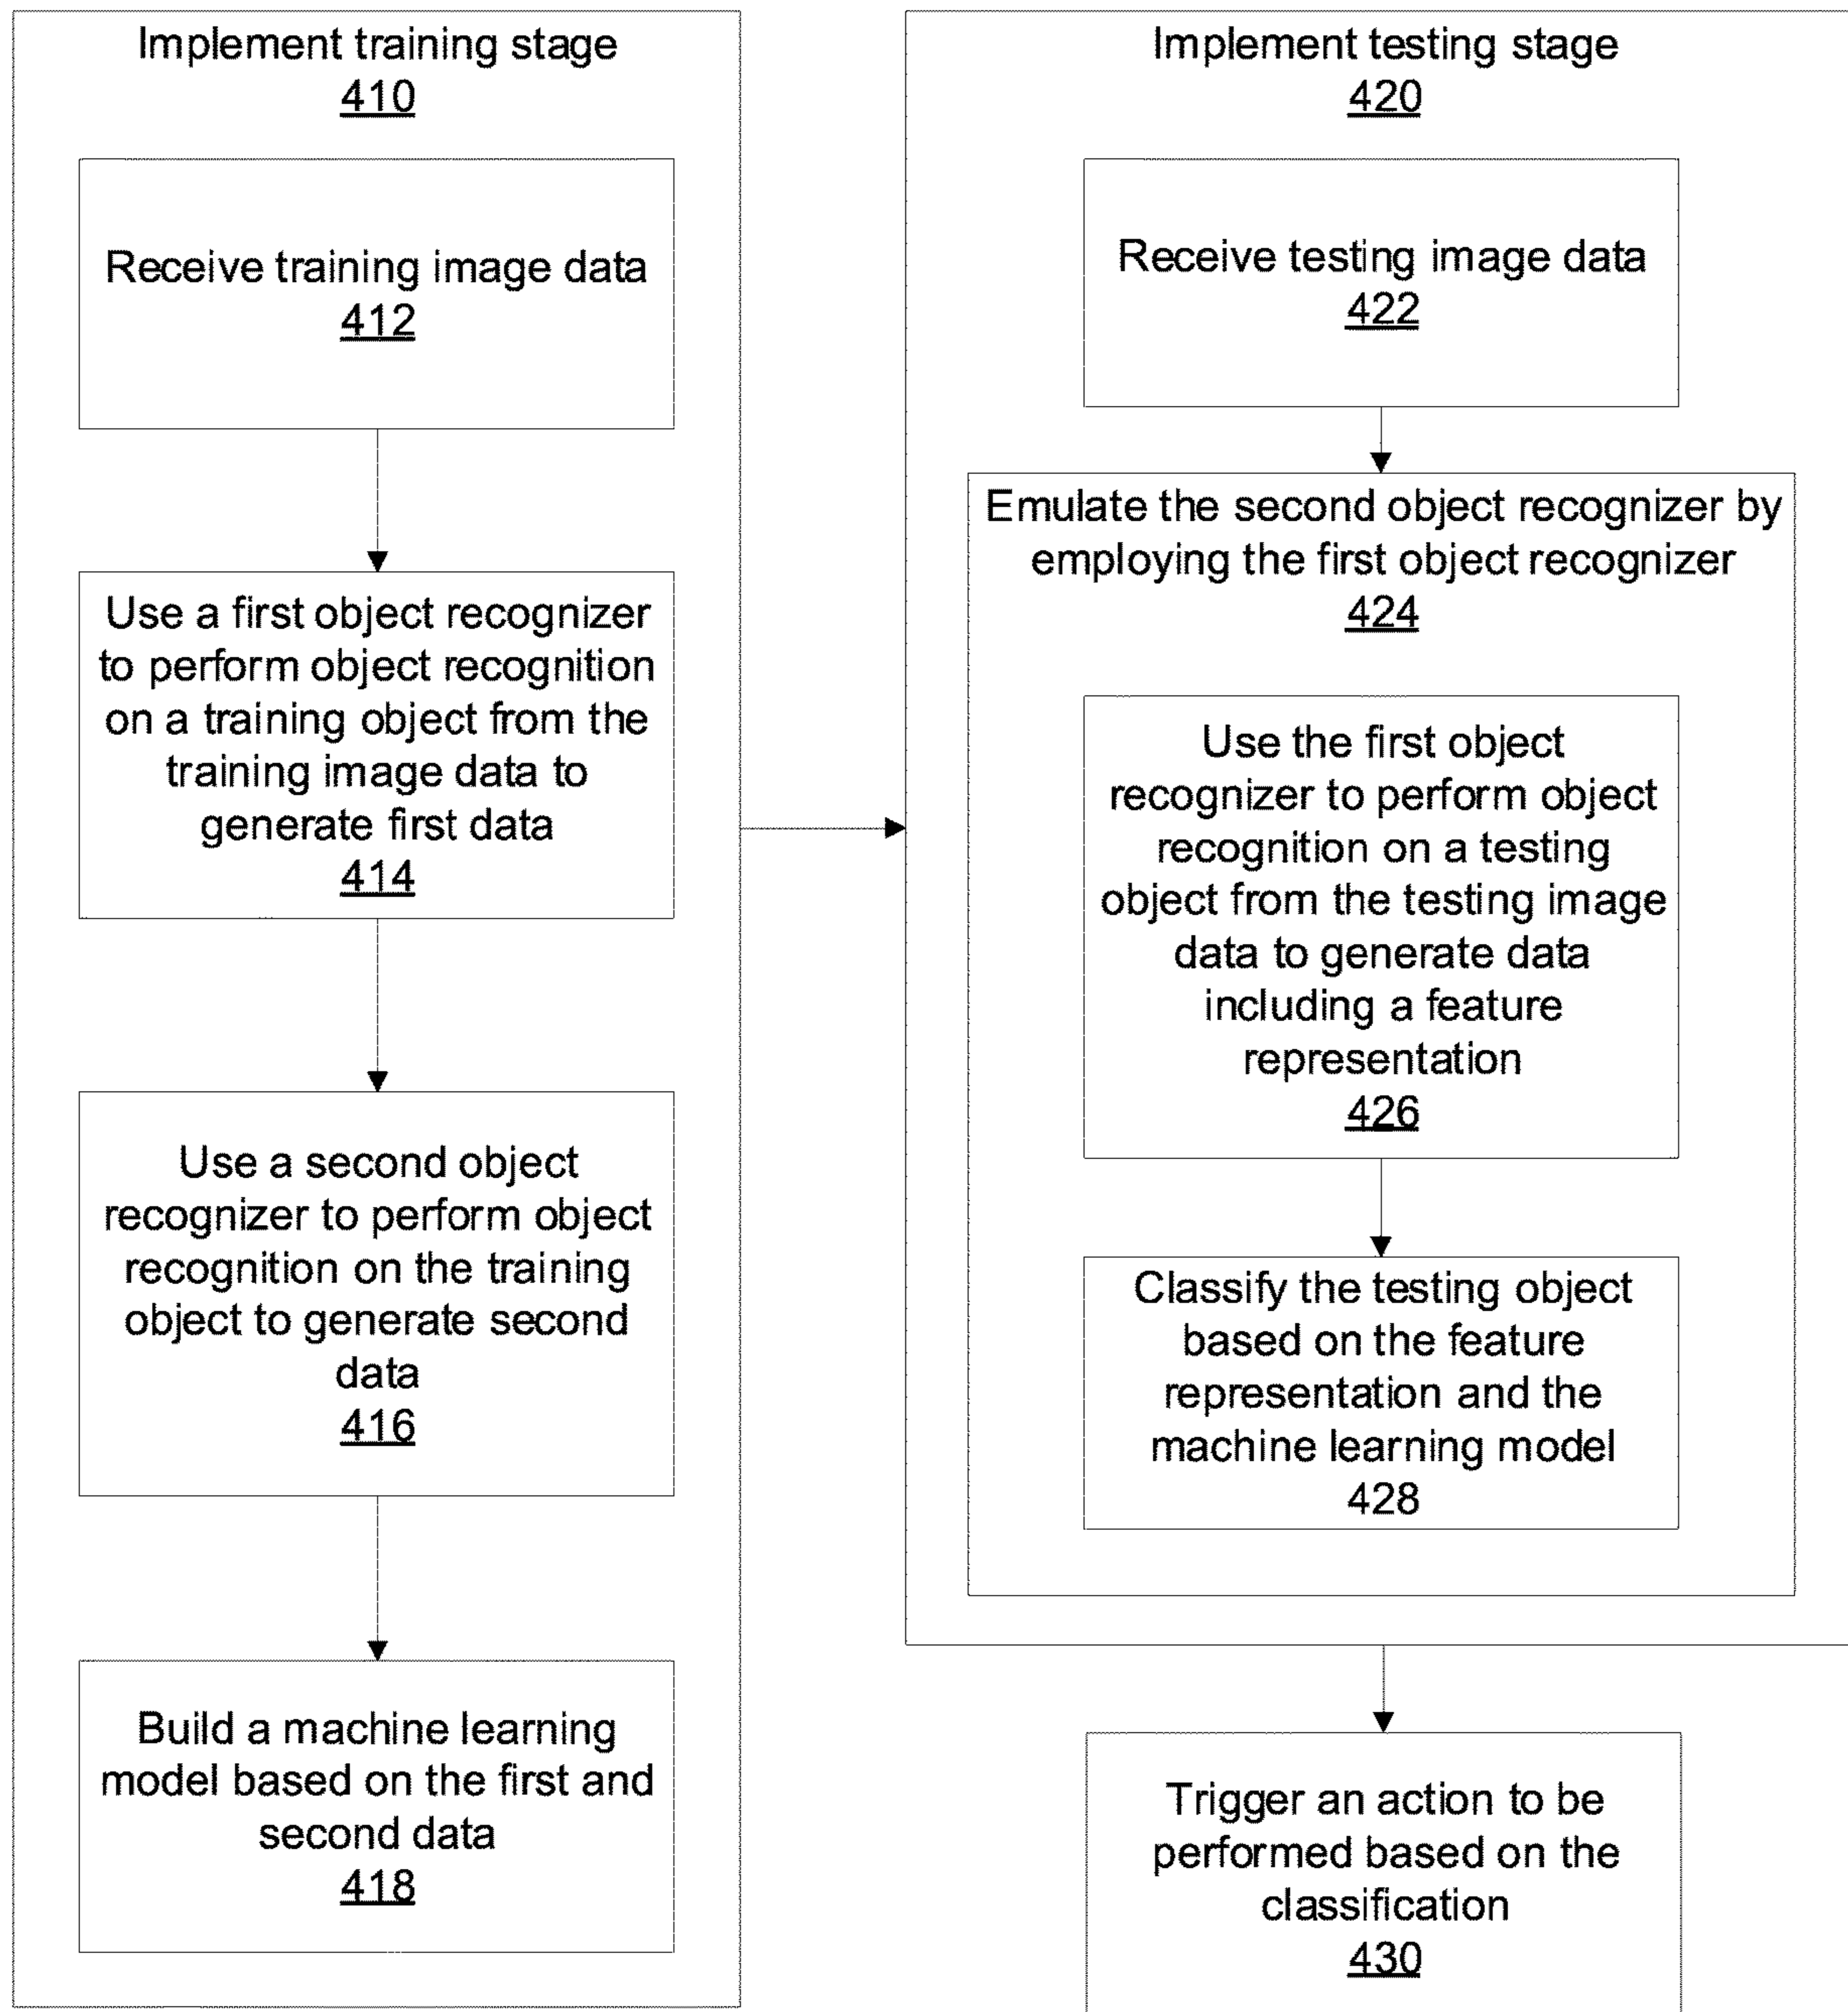 Implement training stage
410
Receive training image data
412
Use a first object recognizer
to perform object recognition
on a training object from the
training image data to
generate first data
414
Use a second object
recognizer to perform object
recognition on the training
object to generate second
data
416
Build a machine learning
model based on the first and
second data
418
Implement testing stage
420
Receive testing image data
422
Emulate the second object recognizer by
employing the first object recognizer
424
Use the first object
recognizer to perform object
recognition on a testing
object from the testing image
data to generate data
including a feature
representation
426
Classify the testing object
based on the feature
representation and the
machine learning model
428
Trigger an action to be
performed based on the
classification
430